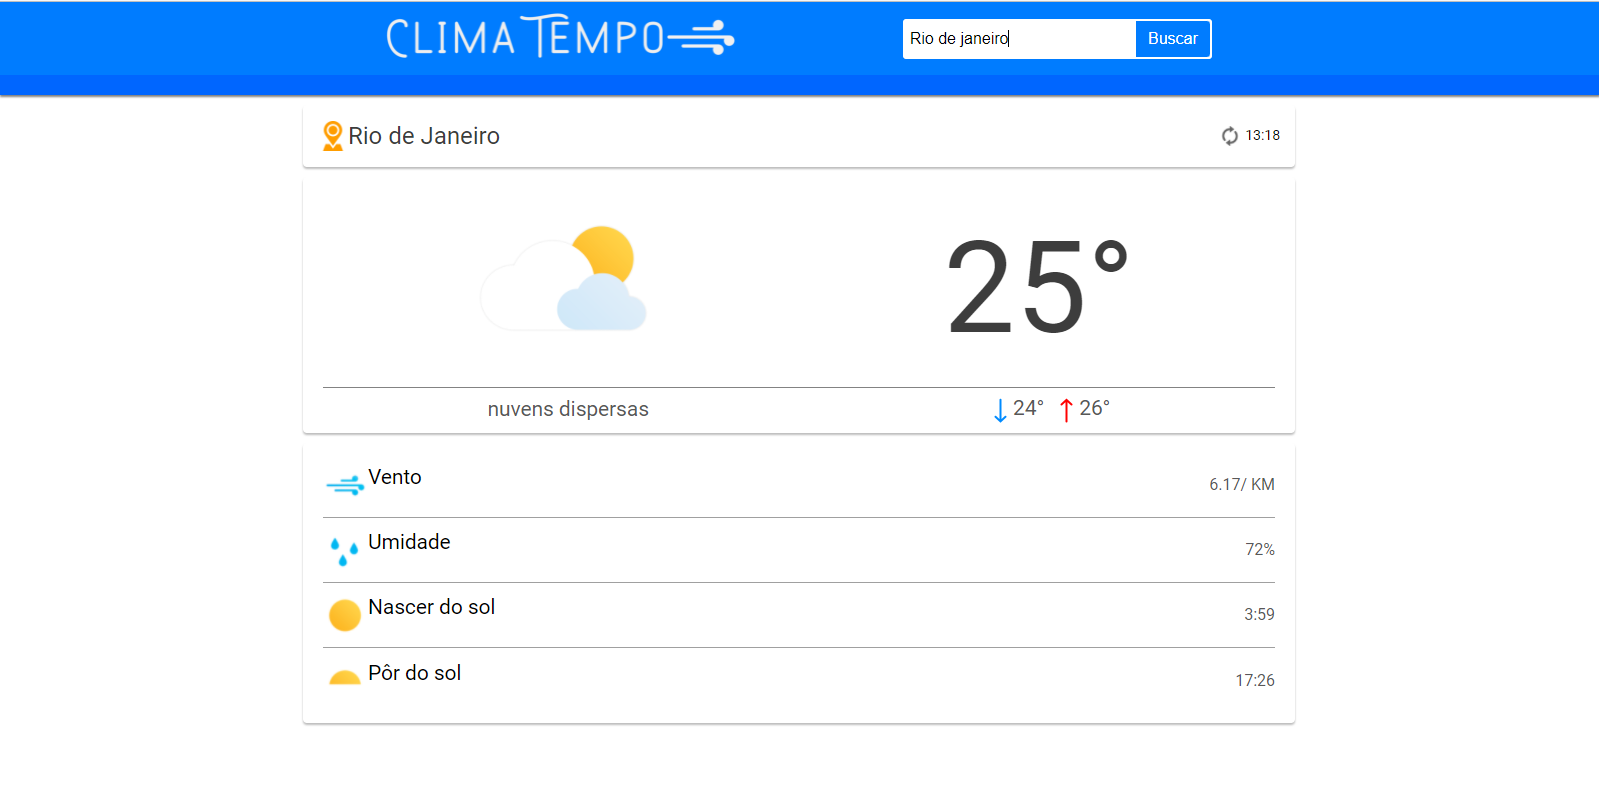 CLIMA TEMPO
Rio de janeiro
Buscar
Rio de Janeiro
13:18
25°
nuvens dispersas
24° 26°
Vento
6.17/ KM
Umidade
72%
Nascer do sol
3:59
Pôr do sol
17:26